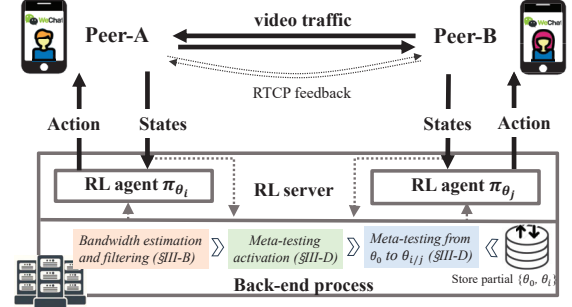 WeChat
Peer-A
video traffic
Peer-B
WeChat
RTCP feedback
Action
States
States
Action
RL agent π_θi
RL server
RL agent π_θj
Bandwidth estimation
and filtering (§III-B)
Meta-testing
activation (§III-D)
Meta-testing from
θ0 to θi/j (§III-D)
Store partial {θ0, θi}
Back-end process